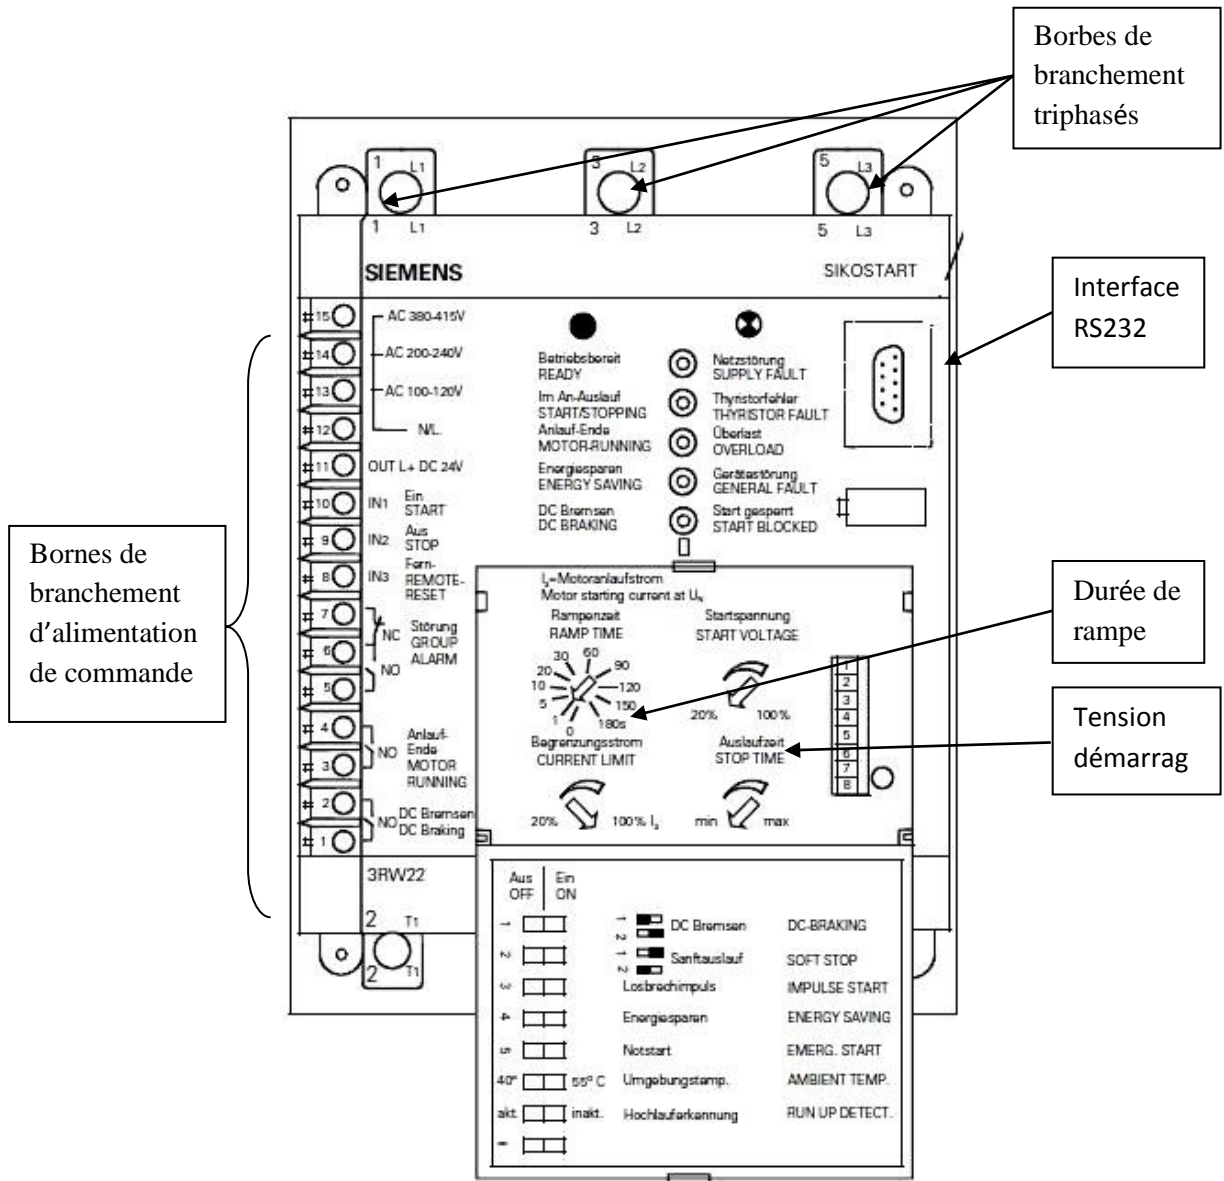 Borbes de
branchement
triphasés
1 L1
3 L2
5 L3
1 L1
3 L2
5 L3
SIEMENS
SIKOSTART
Interface
RS232
15 AC 380-415V
14 AC 200-240V
13 AC 100-120V
12 N/L.
11 OUT L+ DC 24V
10 IN1 Ein
START
9 IN2 Aus
STOP
8 IN3 Fern-
REMOTE-
RESET
7
6
5
NC
NO
Störung
GROUP
ALARM
4
3
NO
Anlauf-
Ende
MOTOR
RUNNING
2
1
NO
DC Bremsen
DC Braking
Betriebsbereit
READY
Im An-Auslauf
START/STOPPING
Anlauf-Ende
MOTOR-RUNNING
Energiesparen
ENERGY SAVING
DC Bremsen
DC BRAKING
Netzstörung
SUPPLY FAULT
Thyristorfehler
THYRISTOR FAULT
Überlast
OVERLOAD
Gerätestörung
GENERAL FAULT
Start gesperrt
START BLOCKED
Bornes de
branchement
d'alimentation
de commande
Motoranlaufstrom
Motor starting current at
Rampenzeit
RAMP TIME
0 1 5 10 20 30 60 90 120 150 180s
Startspannung
START VOLTAGE
20% 100%
Begrenzungsstrom
CURRENT LIMIT
20% 100%
Auslaufzeit
STOP TIME
min max
1
2
3
4
5
6
7
8
Durée de
rampe
Tension
démarrag
3RW22
2 T1
2 T1
Aus Ein
OFF ON
1
2
3
4
5
1 2 DC Bremsen DC-BRAKING
1 2 Sanftauslauf SOFT STOP
Losbrechimpuls IMPULSE START
Energiesparen ENERGY SAVING
Notstart EMERG. START
40° 55° C Umgebungstemp. AMBIENT TEMP.
akt. inakt. Hochlauferkennung RUN UP DETECT.